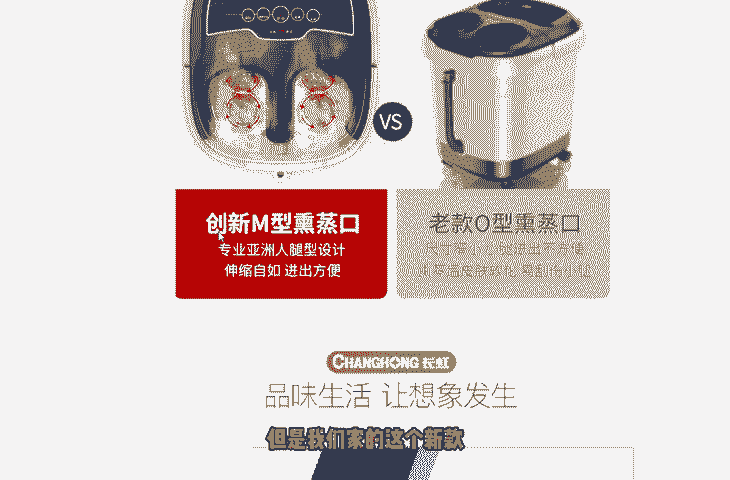 VS
创新M型熏蒸口
专业亚洲人腿型设计
伸缩自如 进出方便
老款O型熏蒸口
CHANGHONG 长虹
品味生活 让想象发生
但是我们家的这个新款